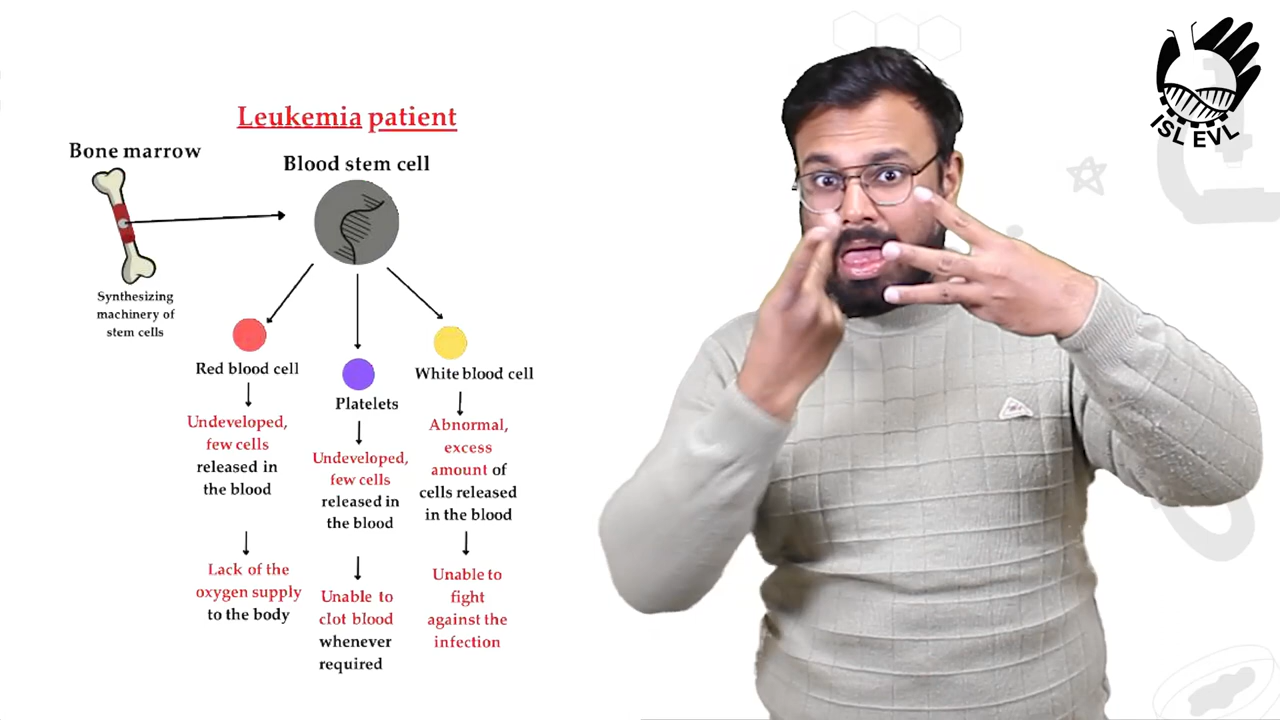 Leukemia patient
Bone marrow
Blood stem cell
Synthesizing
machinery of
stem cells
Red blood cell
Undeveloped,
few cells
released in
the blood
Lack of the
oxygen supply
to the body
Platelets
Undeveloped,
few cells
released in
the blood
Unable to
clot blood
whenever
required
White blood cell
Abnormal,
excess
amount of
cells released
in the blood
Unable to
fight
against the
infection
ISL EVL